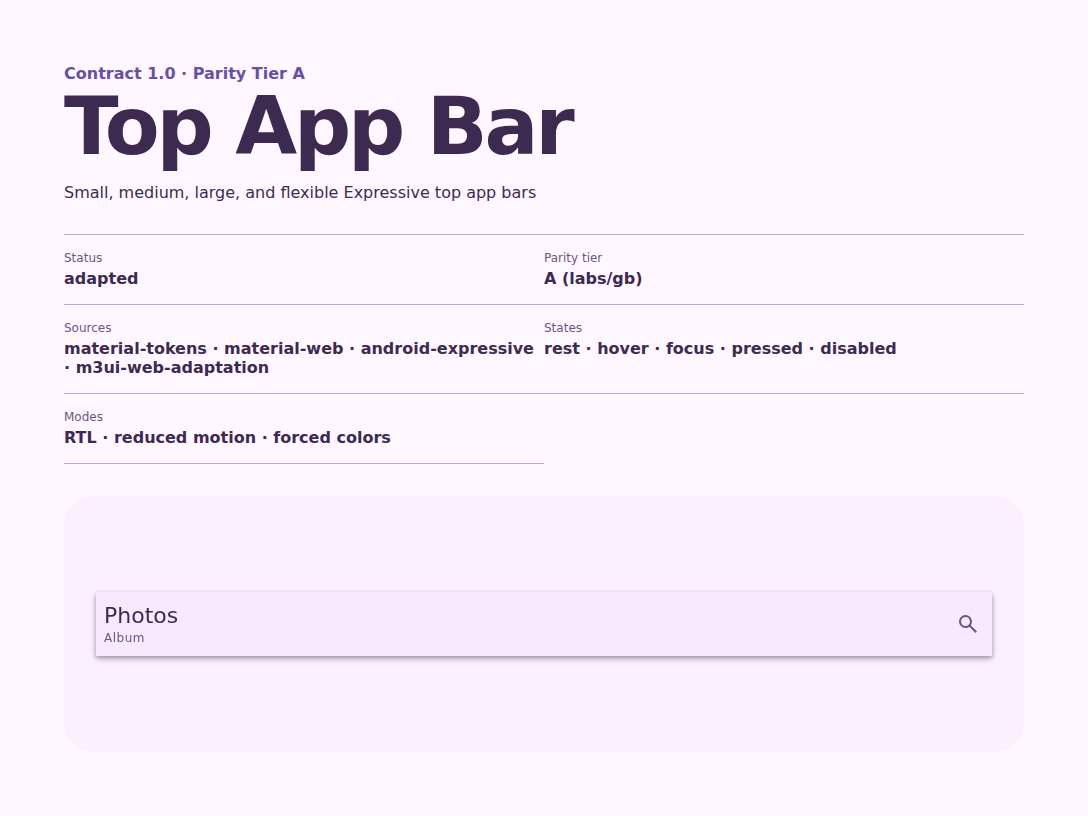 Contract 1.0 · Parity Tier A
Top App Bar
Small, medium, large, and flexible Expressive top app bars
Status
adapted
Parity tier
A (labs/gb)
Sources
material-tokens · material-web · android-expressive
· m3ui-web-adaptation
States
rest · hover · focus · pressed · disabled
Modes
RTL · reduced motion · forced colors
Photos
Album